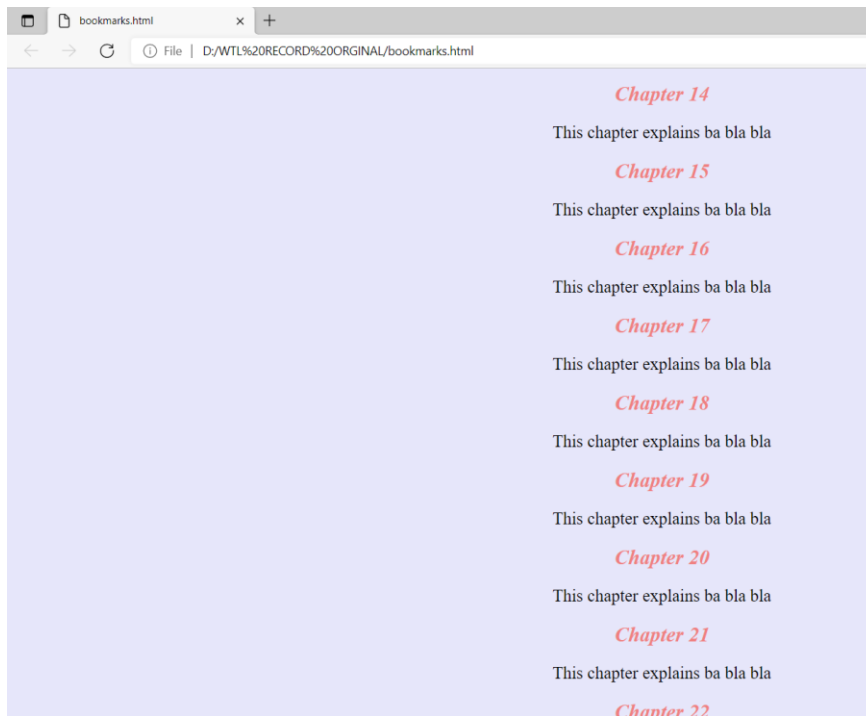 bookmarks.html
File | D:/WTL%20RECORD%20ORGINAL/bookmarks.html
Chapter 14
This chapter explains ba bla bla
Chapter 15
This chapter explains ba bla bla
Chapter 16
This chapter explains ba bla bla
Chapter 17
This chapter explains ba bla bla
Chapter 18
This chapter explains ba bla bla
Chapter 19
This chapter explains ba bla bla
Chapter 20
This chapter explains ba bla bla
Chapter 21
This chapter explains ba bla bla
Chapter 22